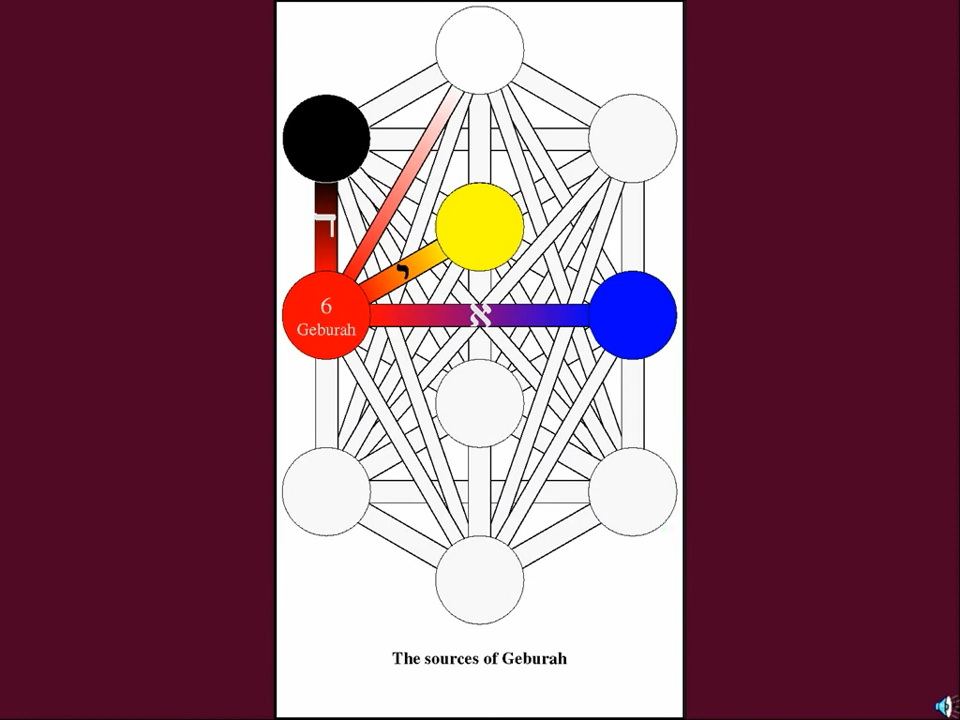 ד
י
א
6
Geburah
The sources of Geburah